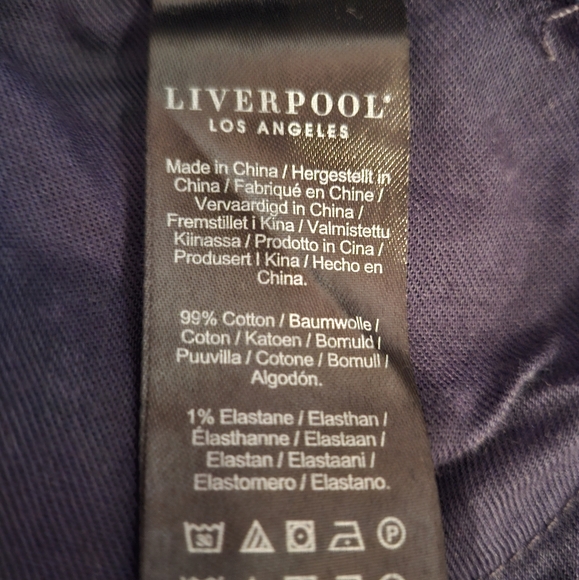 LIVERPOOL
LOS ANGELES
Made in China / Hergestellt in
China / Fabriqué en Chine /
Vervaardigd in China /
Fremstillet i Kina / Valmistettu
Kiinassa / Prodotto in Cina /
Produsert I Kina / Hecho en
China.
99% Cotton / Baumwolle /
Coton / Katoen / Bomuld /
Puuvilla / Cotone / Bomull /
Algodón.
1% Elastane / Elasthan /
Élasthanne / Elastaan /
Elastan / Elastaani /
Elastomero / Elastano.
P